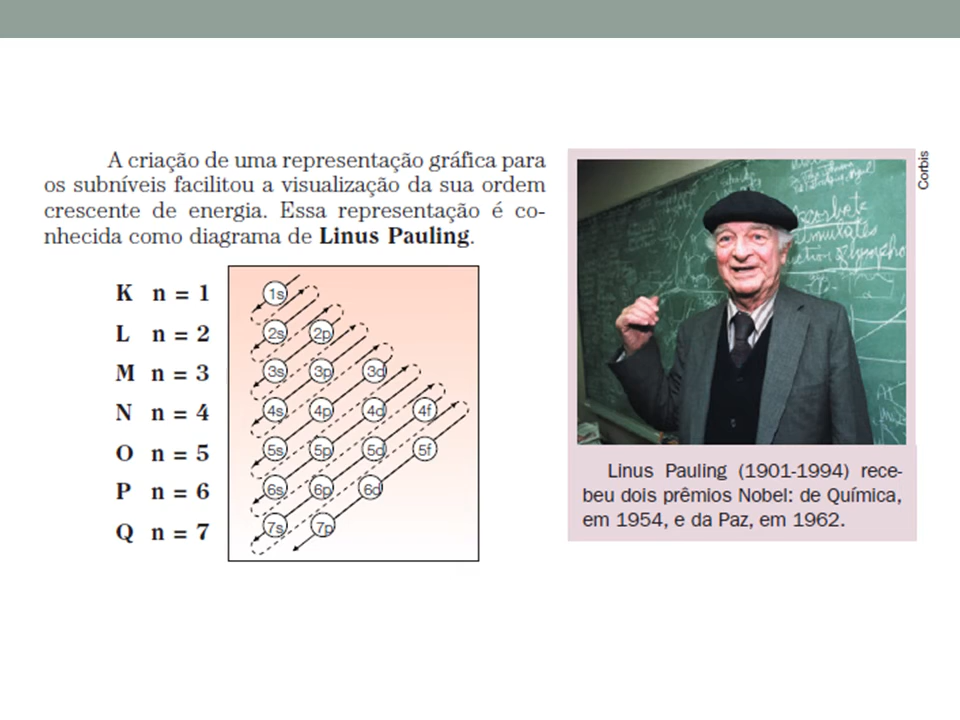 A criação de uma representação gráfica para
os subníveis facilitou a visualização da sua ordem
crescente de energia. Essa representação é co-
nhecida como diagrama de Linus Pauling.
K n = 1 1s
L n = 2 2s 2p
M n = 3 3s 3p 3d
N n = 4 4s 4p 4d 4f
O n = 5 5s 5p 5d 5f
P n = 6 6s 6p 6d
Q n = 7 7s 7p
Corbis
Linus Pauling (1901-1994) rece-
beu dois prêmios Nobel: de Química,
em 1954, e da Paz, em 1962.